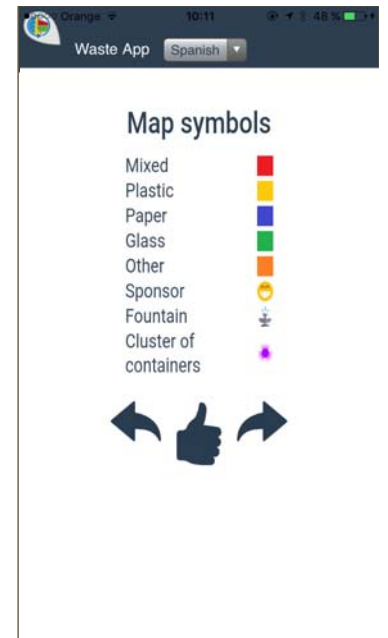 Orange 10:11 48 %
Waste App Spanish
Map symbols
Mixed
Plastic
Paper
Glass
Other
Sponsor
Fountain
Cluster of
containers